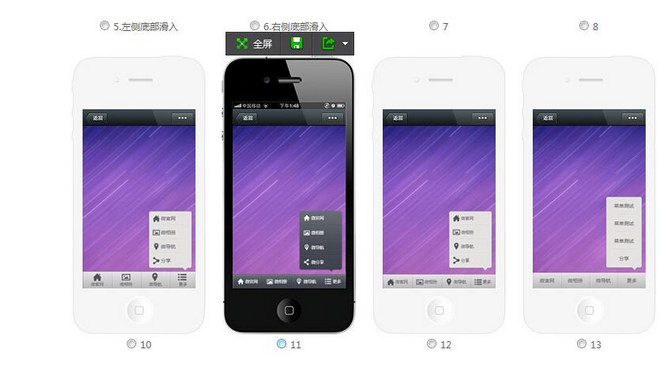 5.左侧底部滑入
6.右侧底部滑入
7
8
全屏
返回
•••
中国移动
下午1:48
返回
•••
返回
•••
返回
•••
微官网
微相册
微导航
分享
微官网
微相册
微导航
更多
微官网
微相册
微导航
微分享
微官网
微相册
微导航
更多
微官网
微相册
微导航
分享
微官网
微相册
微导航
更多
菜单测试
菜单测试
菜单测试
分享
微官网
微相册
微导航
更多
10
11
12
13